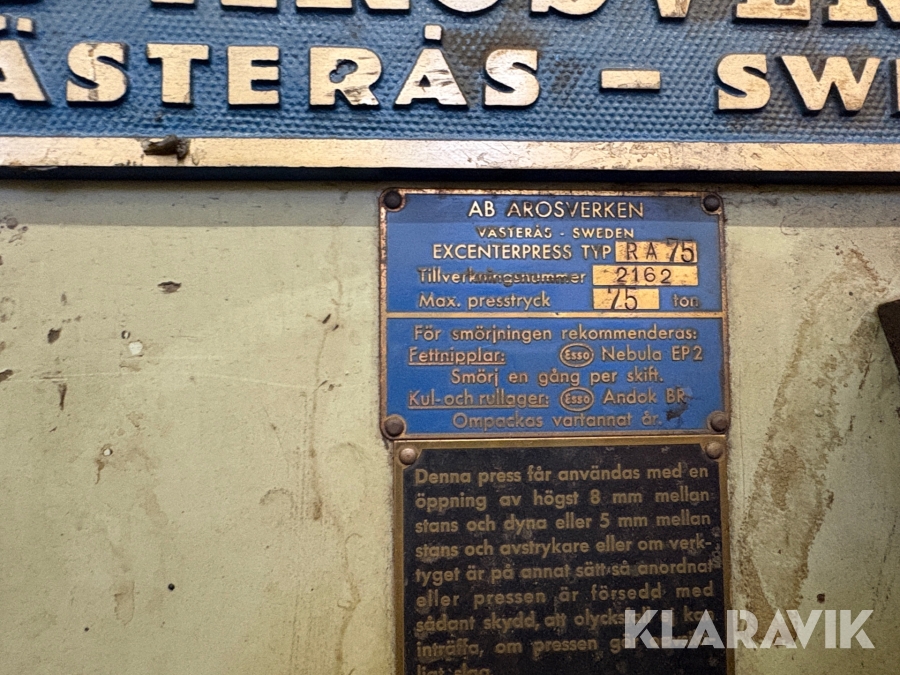 VÄSTERÅS – SWE
AB AROSVERKEN
VÄSTERÅS - SWEDEN
EXCENTERPRESS TYP RA 75
Tillverkningsnummer 2162
Max. presstryck 75 ton
För smörjningen rekommenderas:
Fettnipplar: Esso Nebula EP2
Smörj en gång per skift.
Kul- och rullager: Esso Andok BR
Ompackas vartannat år.
Denna press får användas med en
öppning av högst 8 mm mellan
stans och dyna eller 5 mm mellan
stans och avstrykare eller om verk-
tyget är på annat sätt så anordnat
eller pressen är försedd med
sådant skydd, att olycksf
inträffa, om pressen g
ligt slag
KLARAVIK